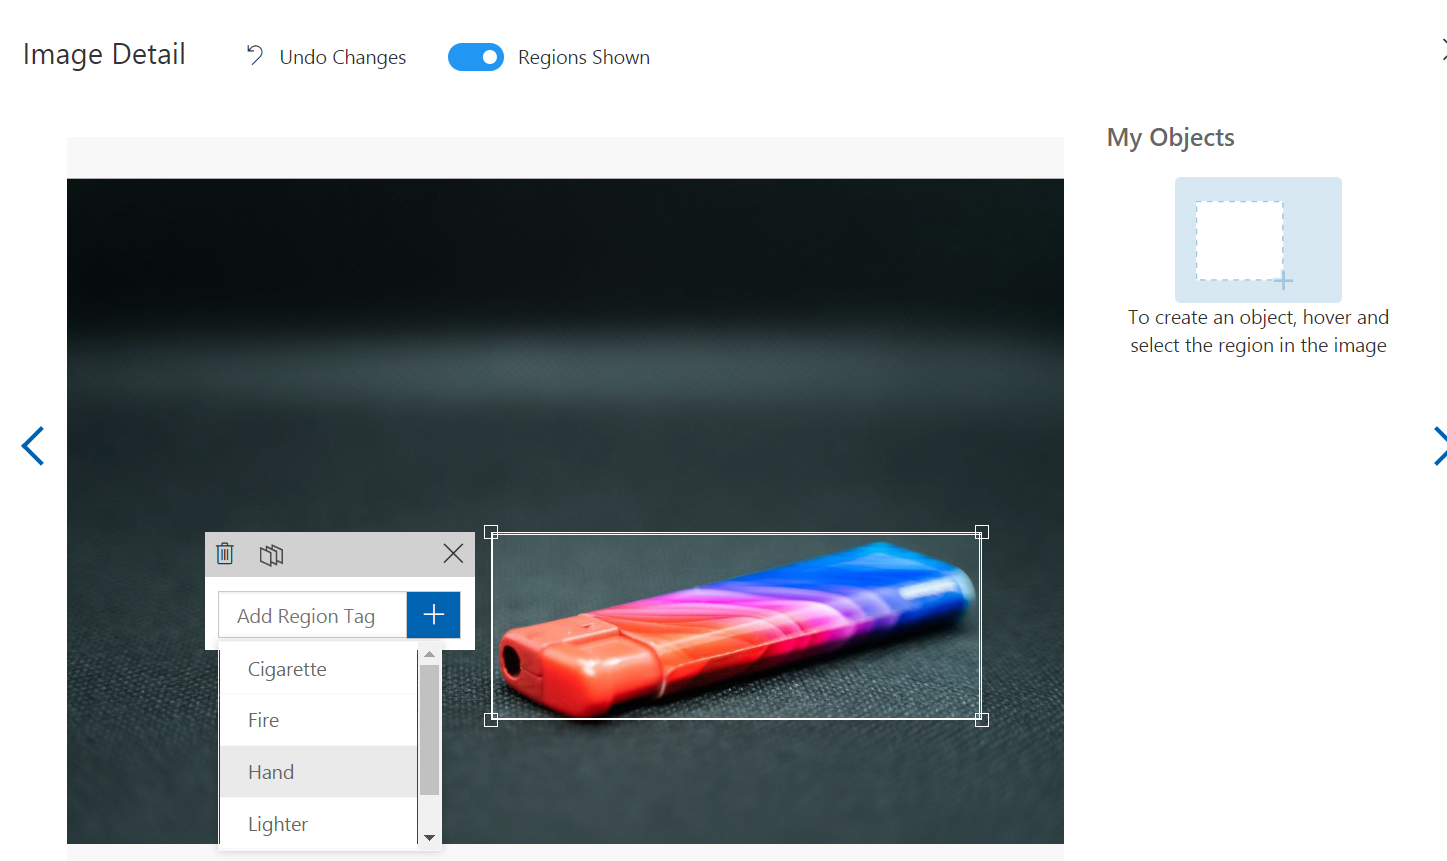 Image Detail
Undo Changes
Regions Shown
My Objects
To create an object, hover and
select the region in the image
Add Region Tag
Cigarette
Fire
Hand
Lighter